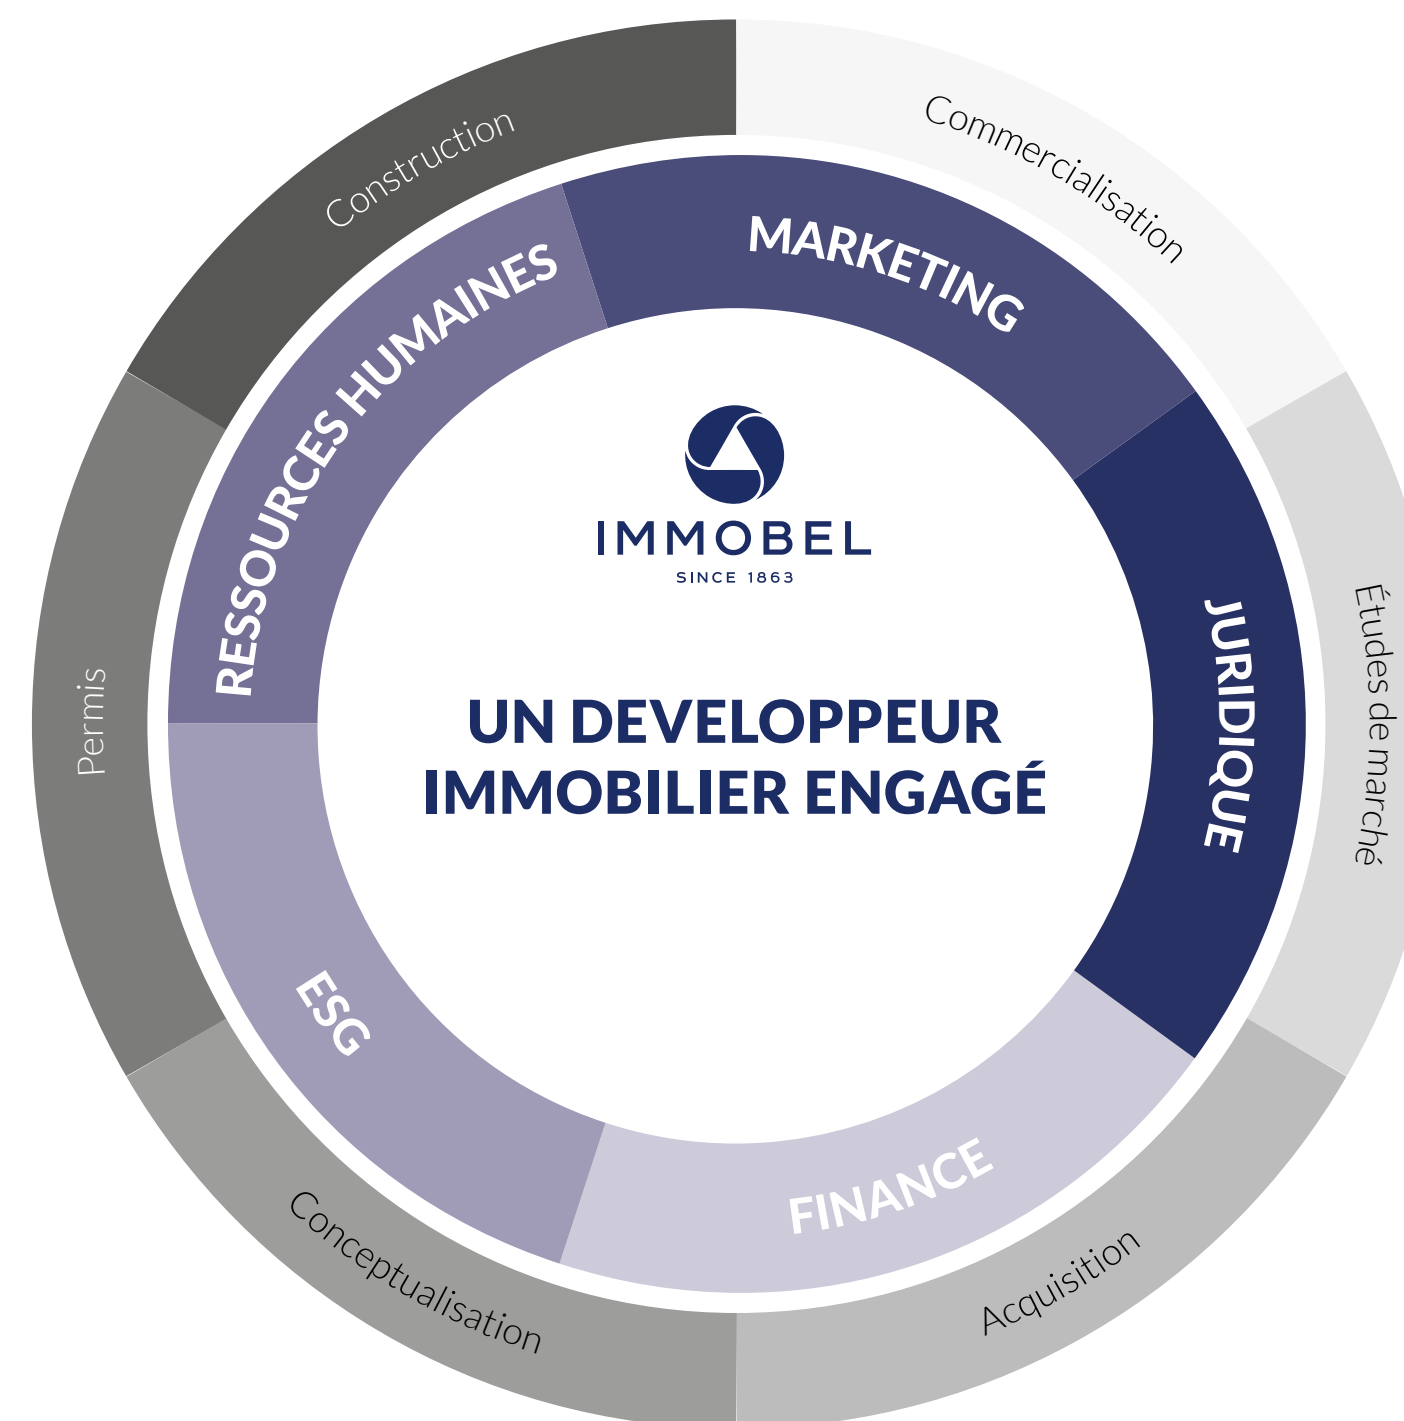 Construction
Commercialisation
Études de marché
Acquisition
Conceptualisation
Permis
RESSOURCES HUMAINES
MARKETING
JURIDIQUE
FINANCE
ESG
IMMOBEL
SINCE 1863
UN DEVELOPPEUR
IMMOBILIER ENGAGÉ